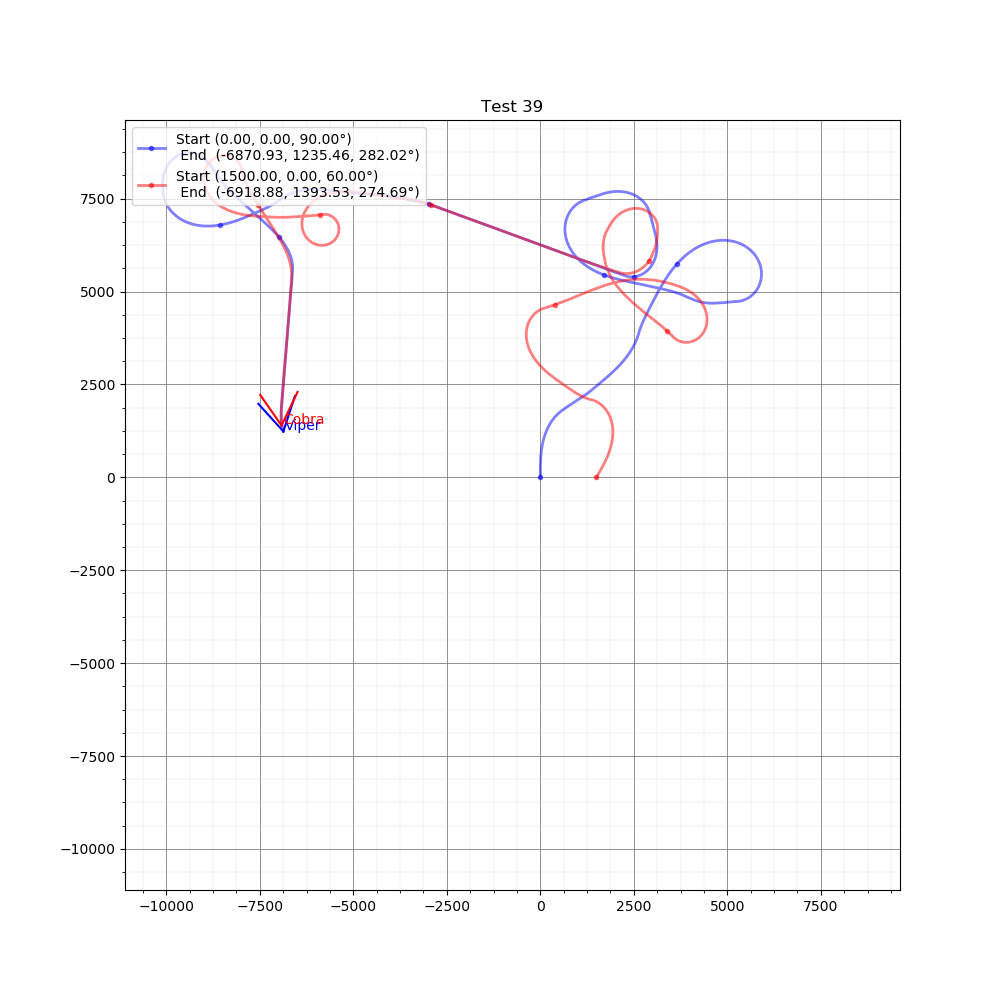 Test 39
Start (0.00, 0.00, 90.00°)
End (-6870.93, 1235.46, 282.02°)
Start (1500.00, 0.00, 60.00°)
End (-6918.88, 1393.53, 274.69°)
7500
5000
2500
0
−2500
−5000
−7500
−10000
Cobra
Viper
−10000
−7500
−5000
−2500
0
2500
5000
7500